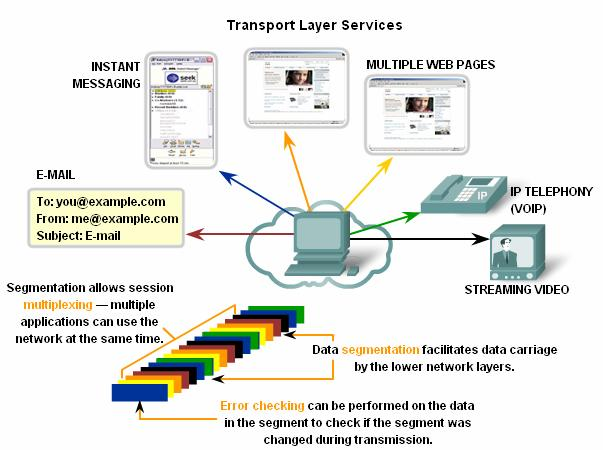 Transport Layer Services
INSTANT
MESSAGING
seek
MULTIPLE WEB PAGES
E-MAIL
To: you@example.com
From: me@example.com
Subject: E-mail
IP
IP TELEPHONY
(VOIP)
STREAMING VIDEO
Segmentation allows session
multiplexing — multiple
applications can use the
network at the same time.
Data segmentation facilitates data carriage
by the lower network layers.
Error checking can be performed on the data
in the segment to check if the segment was
changed during transmission.